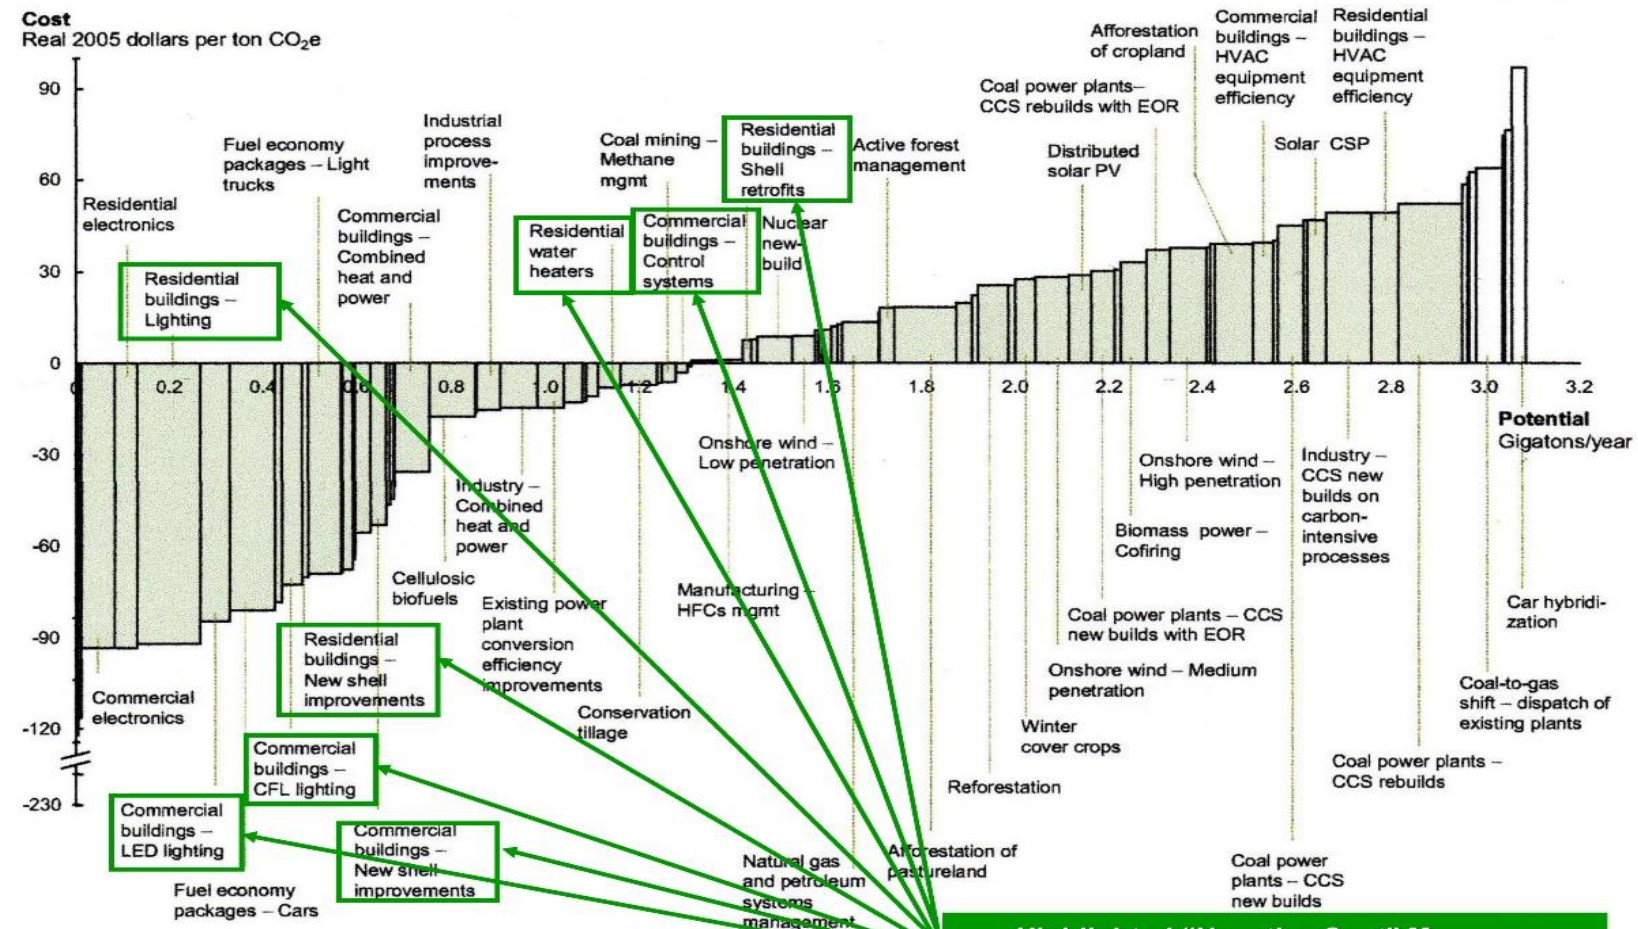 Cost
Real 2005 dollars per ton CO2e
90
60
30
0
-30
-60
-90
-120
-230
0
0.2
0.4
0.6
0.8
1.0
1.2
1.4
1.6
1.8
2.0
2.2
2.4
2.6
2.8
3.0
3.2
Potential
Gigatons/year
Residential
electronics
Residential
buildings –
Lighting
Fuel economy
packages – Light
trucks
Commercial
buildings –
Combined
heat and
power
Industrial
process
improve-
ments
Residential
water
heaters
Coal mining –
Methane
mgmt
Commercial
buildings –
Control
systems
Residential
buildings –
Shell
retrofits
Nuclear
new-
build
Active forest
management
Coal power plants–
CCS rebuilds with EOR
Distributed
solar PV
Afforestation
of cropland
Commercial
buildings –
HVAC
equipment
efficiency
Solar CSP
Residential
buildings –
HVAC
equipment
efficiency
Commercial
electronics
Commercial
buildings –
LED lighting
Fuel economy
packages – Cars
Commercial
buildings –
CFL lighting
Residential
buildings –
New shell
improvements
Commercial
buildings –
New shell
improvements
Cellulosic
biofuels
Industry –
Combined
heat and
power
Existing power
plant
conversion
efficiency
improvements
Conservation
tillage
Manufacturing –
HFCs mgmt
Onshore wind –
Low penetration
Natural gas
and petroleum
systems
management
Afforestation of
pastureland
Reforestation
Winter
cover crops
Onshore wind – Medium
penetration
Coal power plants – CCS
new builds with EOR
Biomass power –
Cofiring
Onshore wind –
High penetration
Coal power
plants – CCS
new builds
Industry –
CCS new
builds on
carbon-
intensive
processes
Coal power plants –
CCS rebuilds
Coal-to-gas
shift – dispatch of
existing plants
Car hybridi-
zation